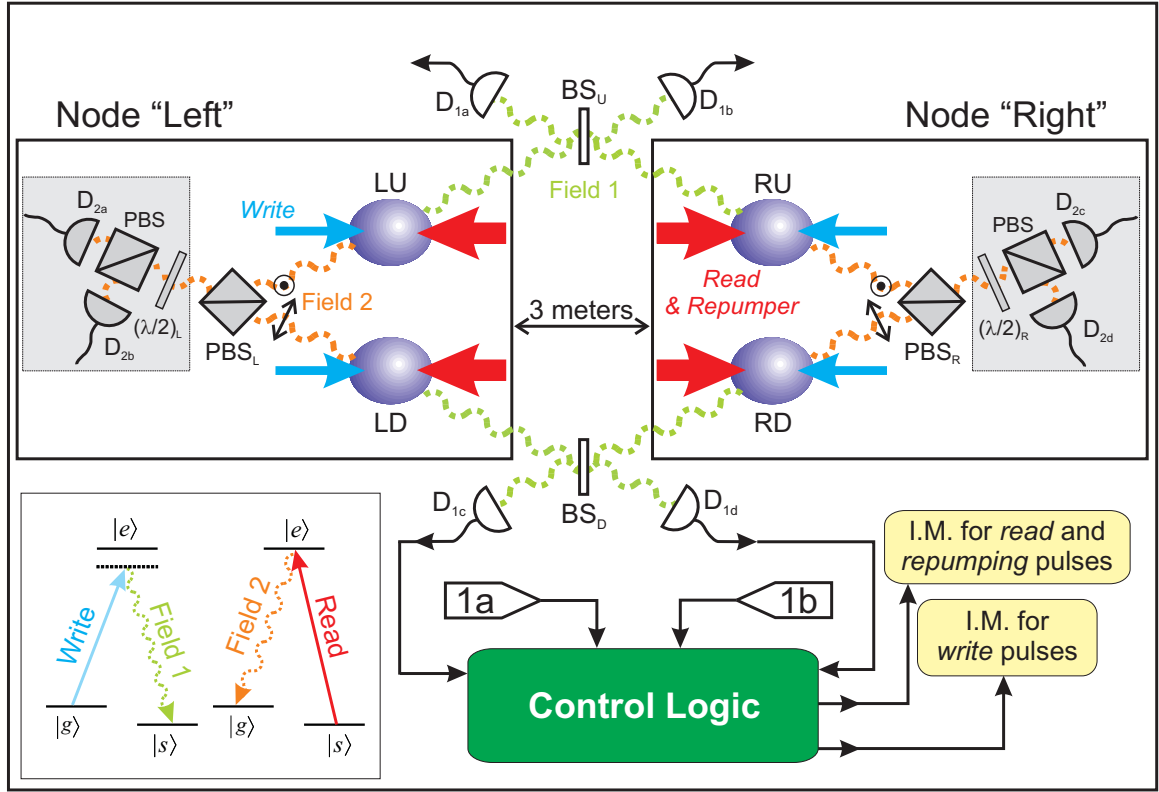 D1a
BSU
D1b
Node “Left”
Node “Right”
Field 1
LU
RU
D2a
PBS
Write
PBS
D2c
Field 2
Read
& Repumper
3 meters
(λ/2)L
PBSL
D2b
PBSR
(λ/2)R
D2d
LD
RD
D1c
BSD
D1d
I.M. for read and
repumping pulses
|e⟩
|e⟩
1a
1b
I.M. for
write pulses
Write
Field 1
Field 2
Read
Control Logic
|g⟩
|s⟩
|g⟩
|s⟩